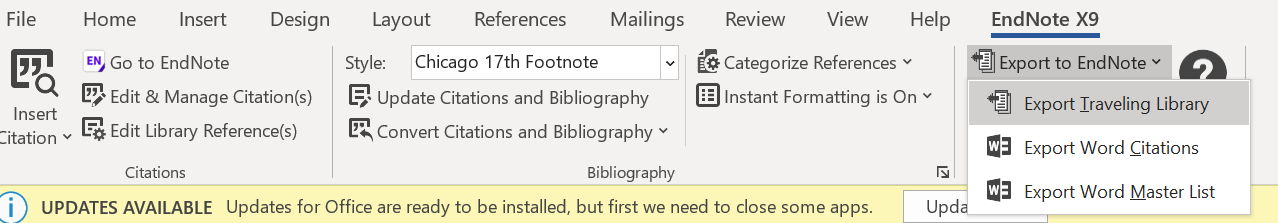 File Home Insert Design Layout References Mailings Review View Help EndNote X9
EN Go to EndNote
Style: Chicago 17th Footnote
Categorize References
Export to EndNote
?
Insert Citation
Edit & Manage Citation(s)
Update Citations and Bibliography
Instant Formatting is On
Export Traveling Library
Edit Library Reference(s)
Convert Citations and Bibliography
Export Word Citations
Citations
Bibliography
Export Word Master List
UPDATES AVAILABLE Updates for Office are ready to be installed, but first we need to close some apps.